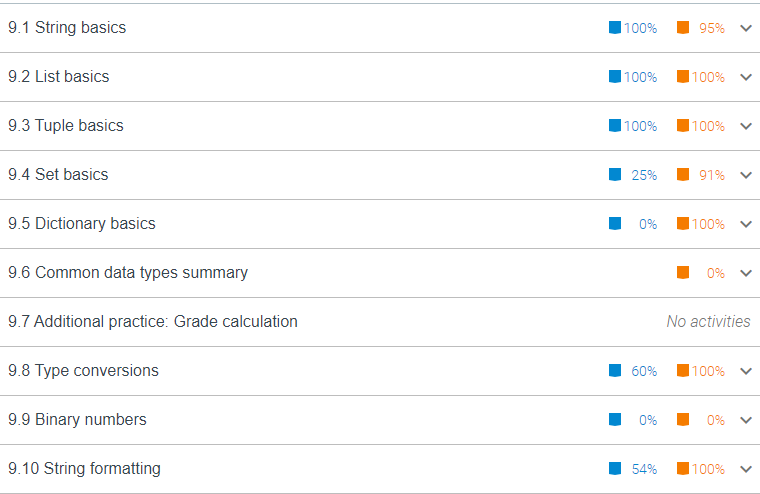 9.1 String basics 100% 95%
9.2 List basics 100% 100%
9.3 Tuple basics 100% 100%
9.4 Set basics 25% 91%
9.5 Dictionary basics 0% 100%
9.6 Common data types summary 0%
9.7 Additional practice: Grade calculation No activities
9.8 Type conversions 60% 100%
9.9 Binary numbers 0% 0%
9.10 String formatting 54% 100%